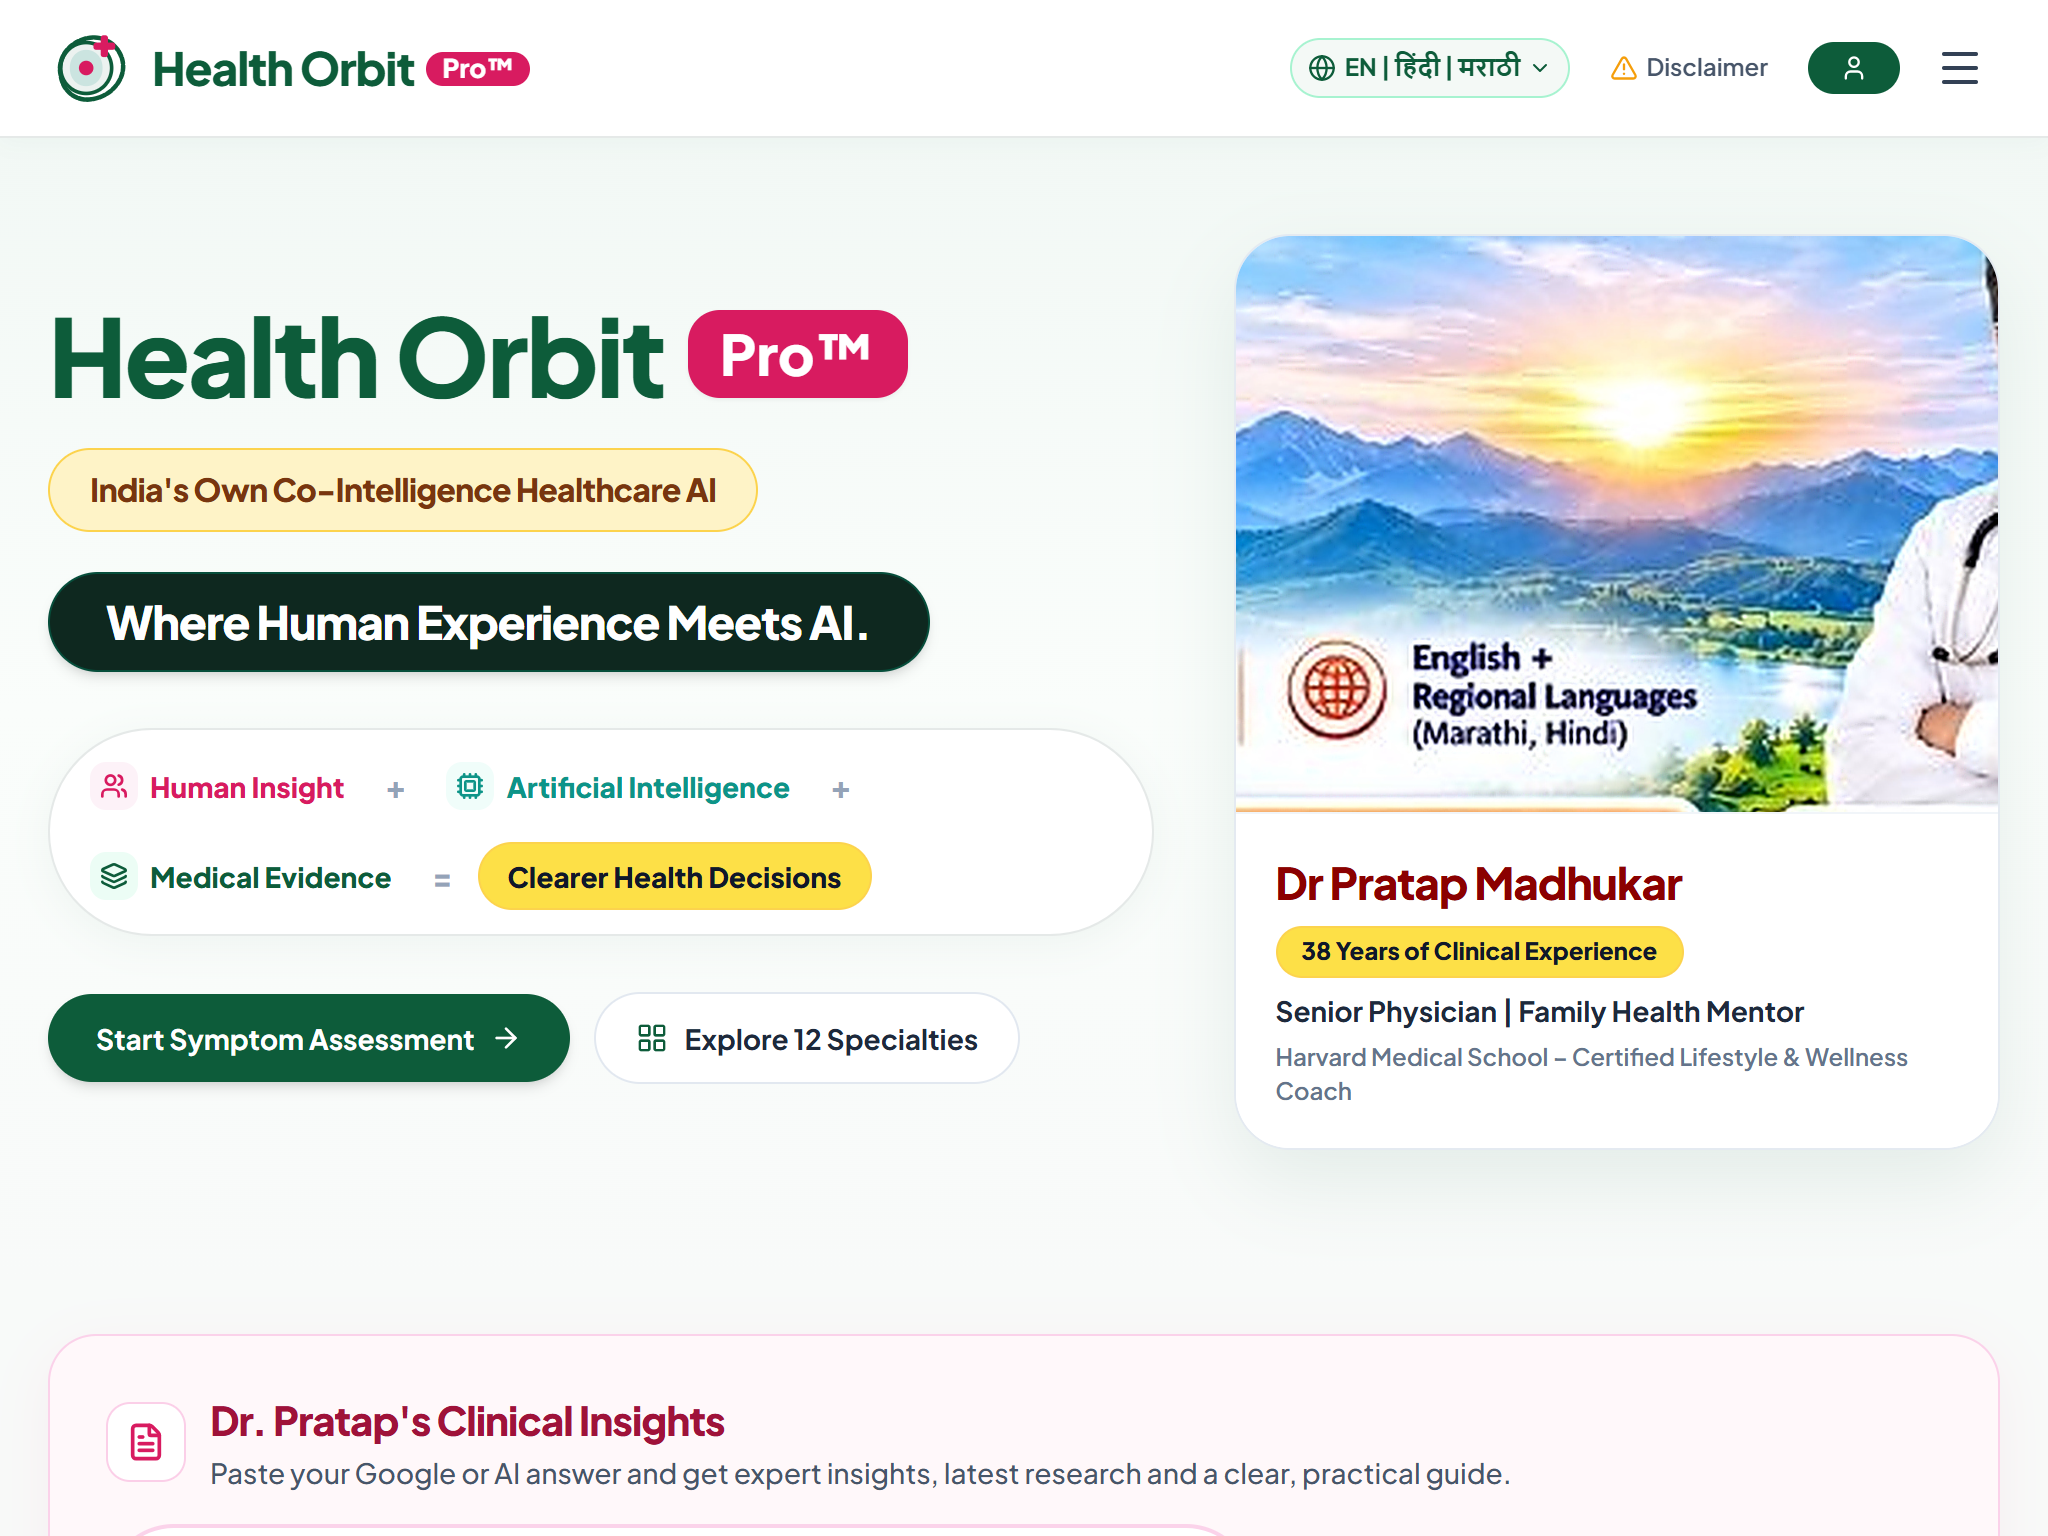 Health Orbit Pro™
EN | हिंदी | मराठी
Disclaimer
Health Orbit Pro™
India's Own Co-Intelligence Healthcare AI
Where Human Experience Meets AI.
Human Insight + Artificial Intelligence +
Medical Evidence = Clearer Health Decisions
Start Symptom Assessment
Explore 12 Specialties
English +
Regional Languages
(Marathi, Hindi)
Dr Pratap Madhukar
38 Years of Clinical Experience
Senior Physician | Family Health Mentor
Harvard Medical School – Certified Lifestyle & Wellness
Coach
Dr. Pratap's Clinical Insights
Paste your Google or AI answer and get expert insights, latest research and a clear, practical guide.